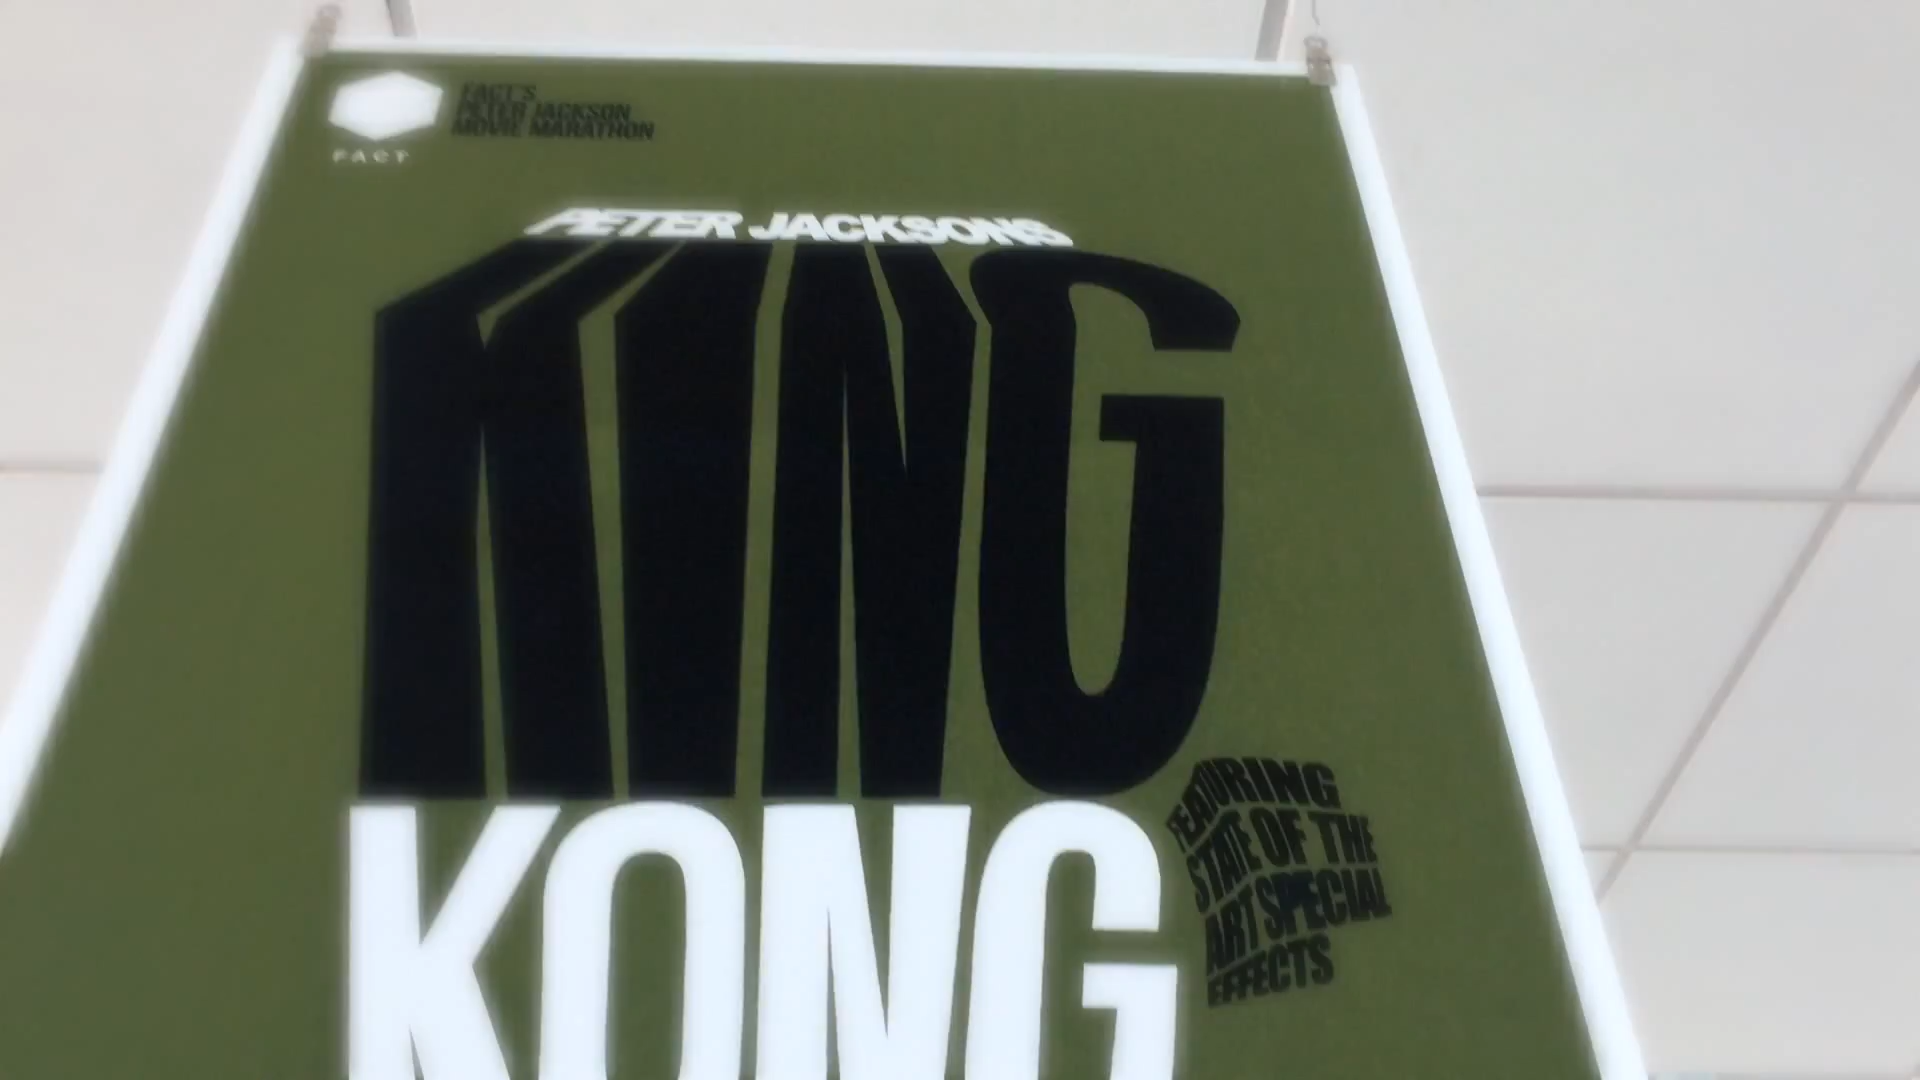 FACT
FACT'S
PETER JACKSON
MOVIE MARATHON
PETER JACKSONS
KING
KONG
FEATURING
STATE OF THE
ART SPECIAL
EFFECTS